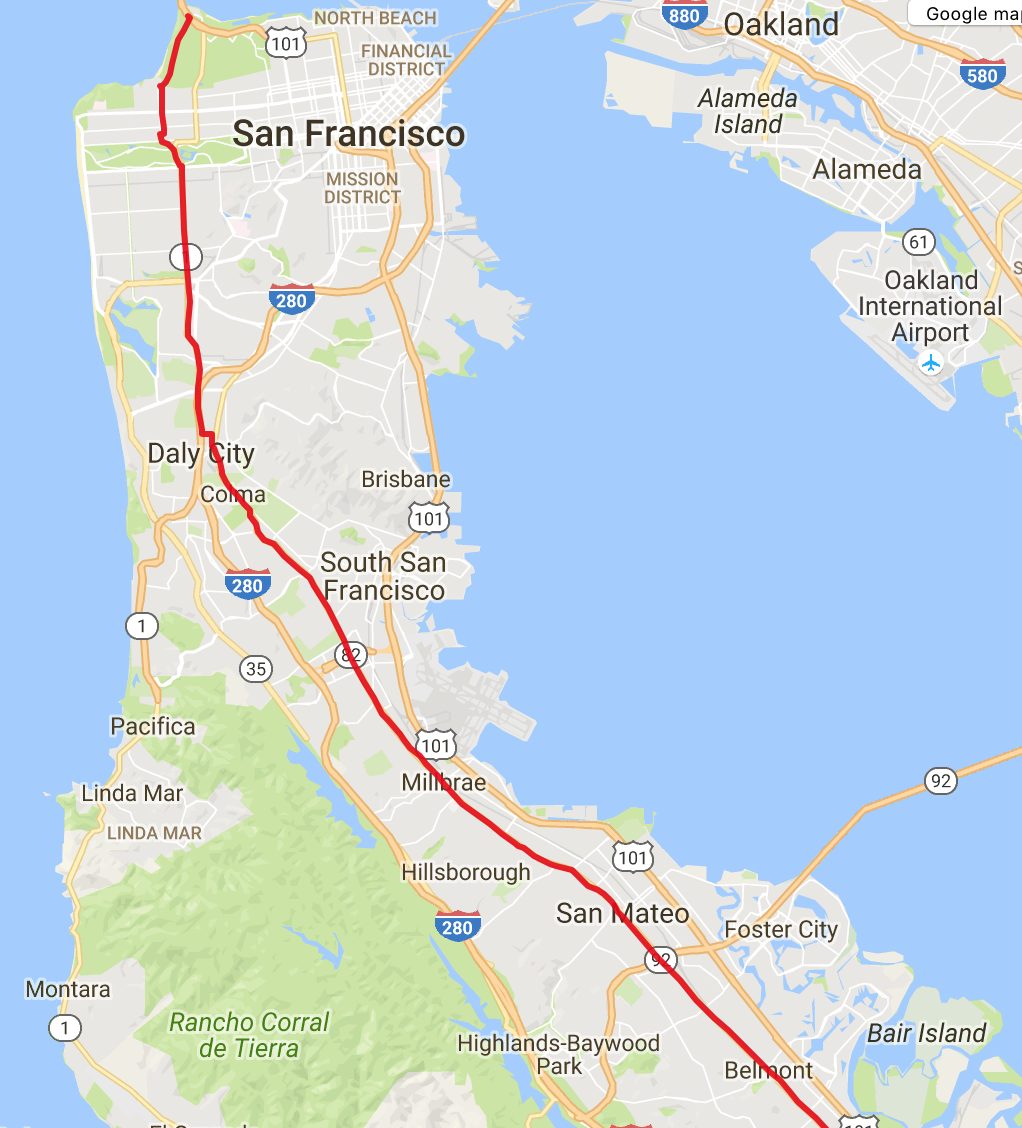 NORTH BEACH
880
Oakland
Google map
101
FINANCIAL
DISTRICT
580
Alameda
Island
San Francisco
Alameda
MISSION
DISTRICT
61
Oakland
International
Airport
S
280
Daly City
Brisbane
Colma
101
South San
Francisco
280
1
82
35
Pacifica
101
Millbrae
92
Linda Mar
LINDA MAR
101
Hillsborough
San Mateo
280
Foster City
92
Montara
1
Rancho Corral
de Tierra
Bair Island
Highlands-Baywood
Park
Belmont
101